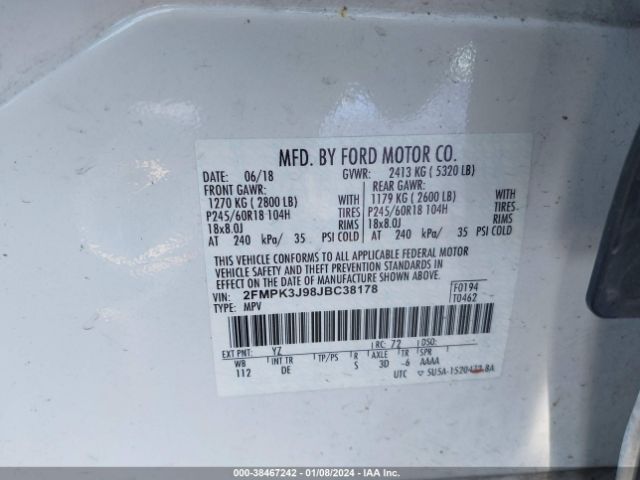 MFD. BY FORD MOTOR CO.
DATE: 06/18 GVWR: 2413 KG ( 5320 LB)
FRONT GAWR: REAR GAWR:
1270 KG ( 2800 LB) WITH 1179 KG ( 2600 LB) WITH
P245/60R18 104H TIRES P245/60R18 104H TIRES
18x8.0J RIMS 18x8.0J RIMS
AT 240 kPa/ 35 PSI COLD AT 240 kPa/ 35 PSI COLD
THIS VEHICLE CONFORMS TO ALL APPLICABLE FEDERAL MOTOR
VEHICLE SAFETY AND THEFT PREVENTION STANDARDS IN
EFFECT ON THE DATE OF MANUFACTURE SHOWN ABOVE.
VIN: 2FMPK3J98JBC38178 F0194
TYPE: MPV T0462
EXT PNT: YZ RC: 72 DSO:
WB INT TR TP/PS R AXLE TR SPR
112 DE S 3D -6 AAAA
UTC
000-38467242 - 01/08/2024 - IAA Inc.